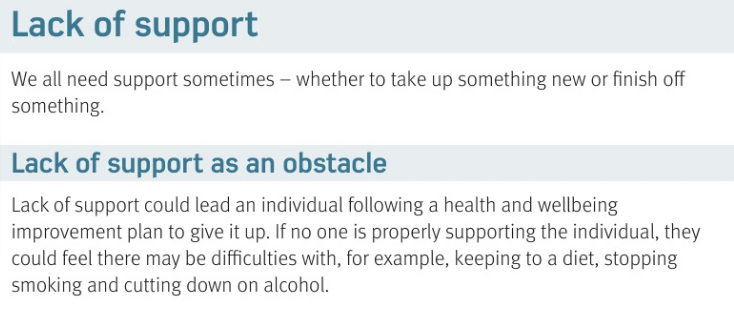 Lack of support
We all need support sometimes – whether to take up something new or finish off
something.
Lack of support as an obstacle
Lack of support could lead an individual following a health and wellbeing
improvement plan to give it up. If no one is properly supporting the individual, they
could feel there may be difficulties with, for example, keeping to a diet, stopping
smoking and cutting down on alcohol.